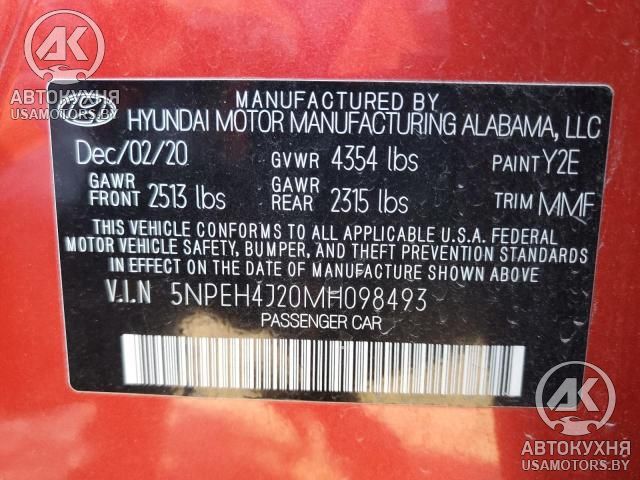 AK
АВТОКУХНЯ
USAMOTORS.BY
MANUFACTURED BY
HYUNDAI MOTOR MANUFACTURING ALABAMA, LLC
Dec/02/20 GVWR 4354 lbs PAINT Y2E
GAWR FRONT 2513 lbs GAWR REAR 2315 lbs TRIM MMF
THIS VEHICLE CONFORMS TO ALL APPLICABLE U.S.A. FEDERAL
MOTOR VEHICLE SAFETY, BUMPER, AND THEFT PREVENTION STANDARDS
IN EFFECT ON THE DATE OF MANUFACTURE SHOWN ABOVE
V.I.N 5NPEH4J20MH098493
PASSENGER CAR
AK
АВТОКУХНЯ
USAMOTORS.BY